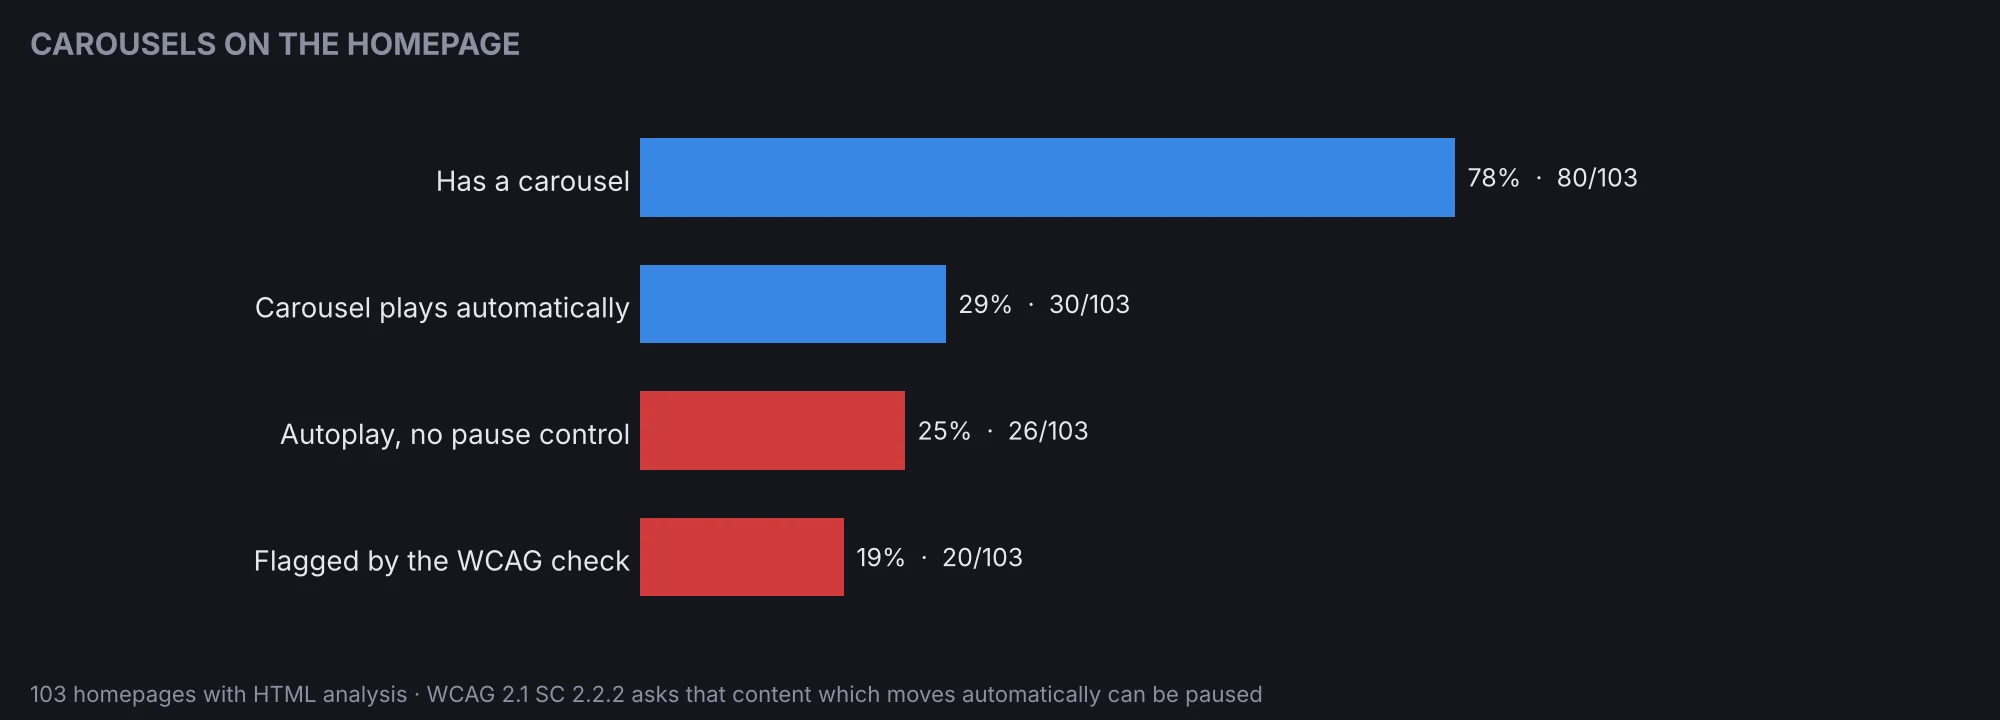 CAROUSELS ON THE HOMEPAGE
Has a carousel 78% · 80/103
Carousel plays automatically 29% · 30/103
Autoplay, no pause control 25% · 26/103
Flagged by the WCAG check 19% · 20/103
103 homepages with HTML analysis · WCAG 2.1 SC 2.2.2 asks that content which moves automatically can be paused